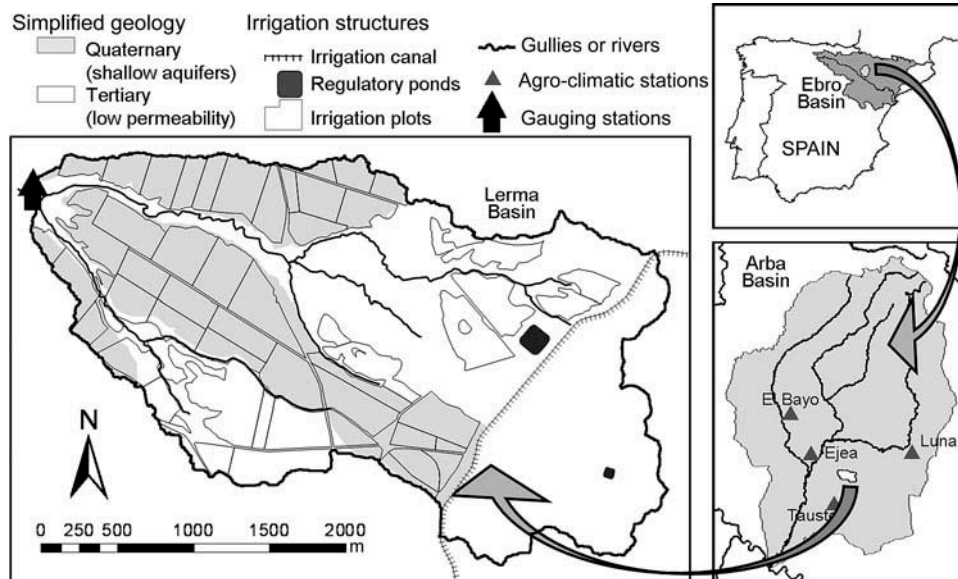 Simplified geology
Quaternary
(shallow aquifers)
Tertiary
(low permeability)
Irrigation structures
Irrigation canal
Regulatory ponds
Irrigation plots
Gullies or rivers
Agro-climatic stations
Gauging stations
Lerma
Basin
N
0 250 500 1000 1500 2000
m
Ebro
Basin
SPAIN
Arba
Basin
El Bayo
Ejea
Luna
Tauste